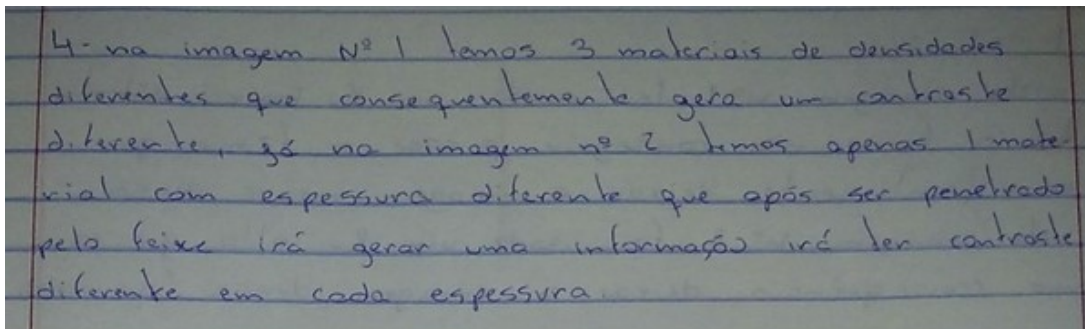 4- na imagem Nº 1 temos 3 materiais de densidades
diferentes que consequentemente gera um contraste
diferente, já na imagem nº 2 temos apenas 1 mate-
rial com espessura diferente que após ser penetrado
pelo feixe irá gerar uma informação irá ter contraste
diferente em cada espessura.